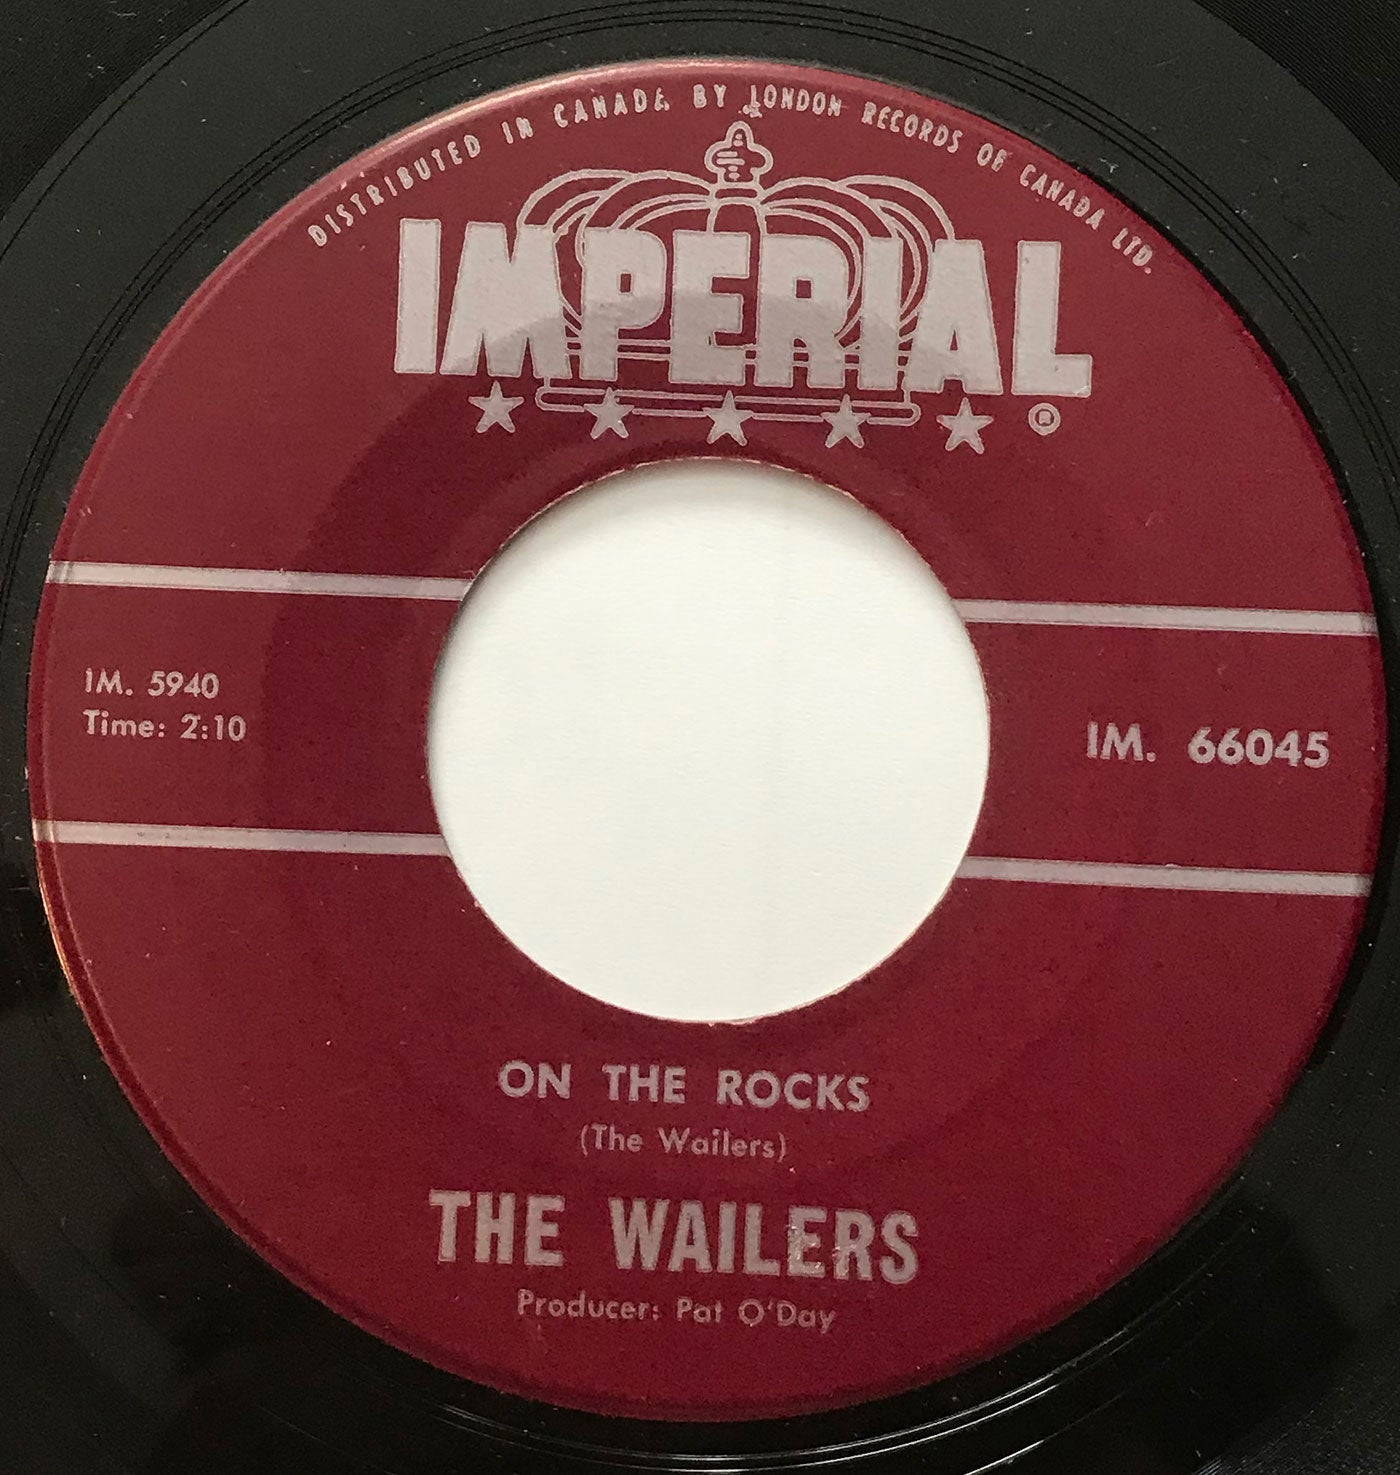 DISTRIBUTED IN CANADA BY LONDON RECORDS OF CANADA LTD.
IMPERIAL ®
IM. 5940
Time: 2:10
IM. 66045
ON THE ROCKS
(The Wailers)
THE WAILERS
Producer: Pat O'Day